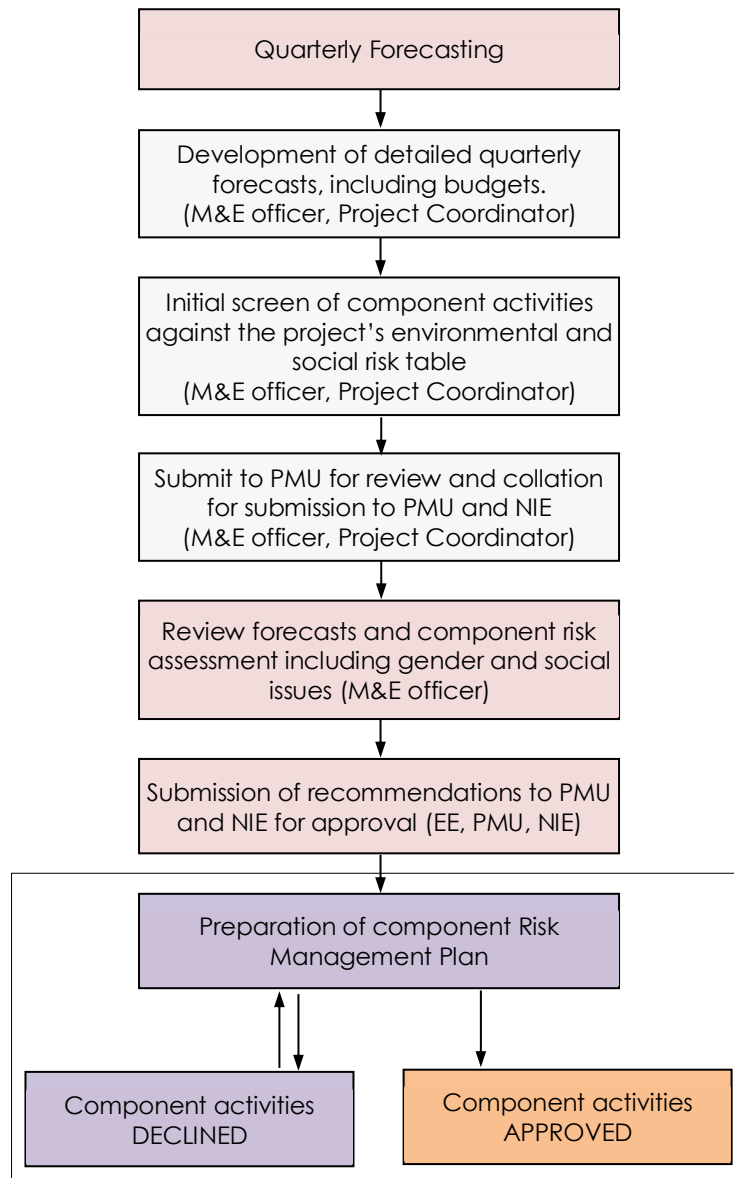 Quarterly Forecasting
Development of detailed quarterly
forecasts, including budgets.
(M&E officer, Project Coordinator)
Initial screen of component activities
against the project’s environmental and
social risk table
(M&E officer, Project Coordinator)
Submit to PMU for review and collation
for submission to PMU and NIE
(M&E officer, Project Coordinator)
Review forecasts and component risk
assessment including gender and social
issues (M&E officer)
Submission of recommendations to PMU
and NIE for approval (EE, PMU, NIE)
Preparation of component Risk
Management Plan
Component activities
DECLINED
Component activities
APPROVED